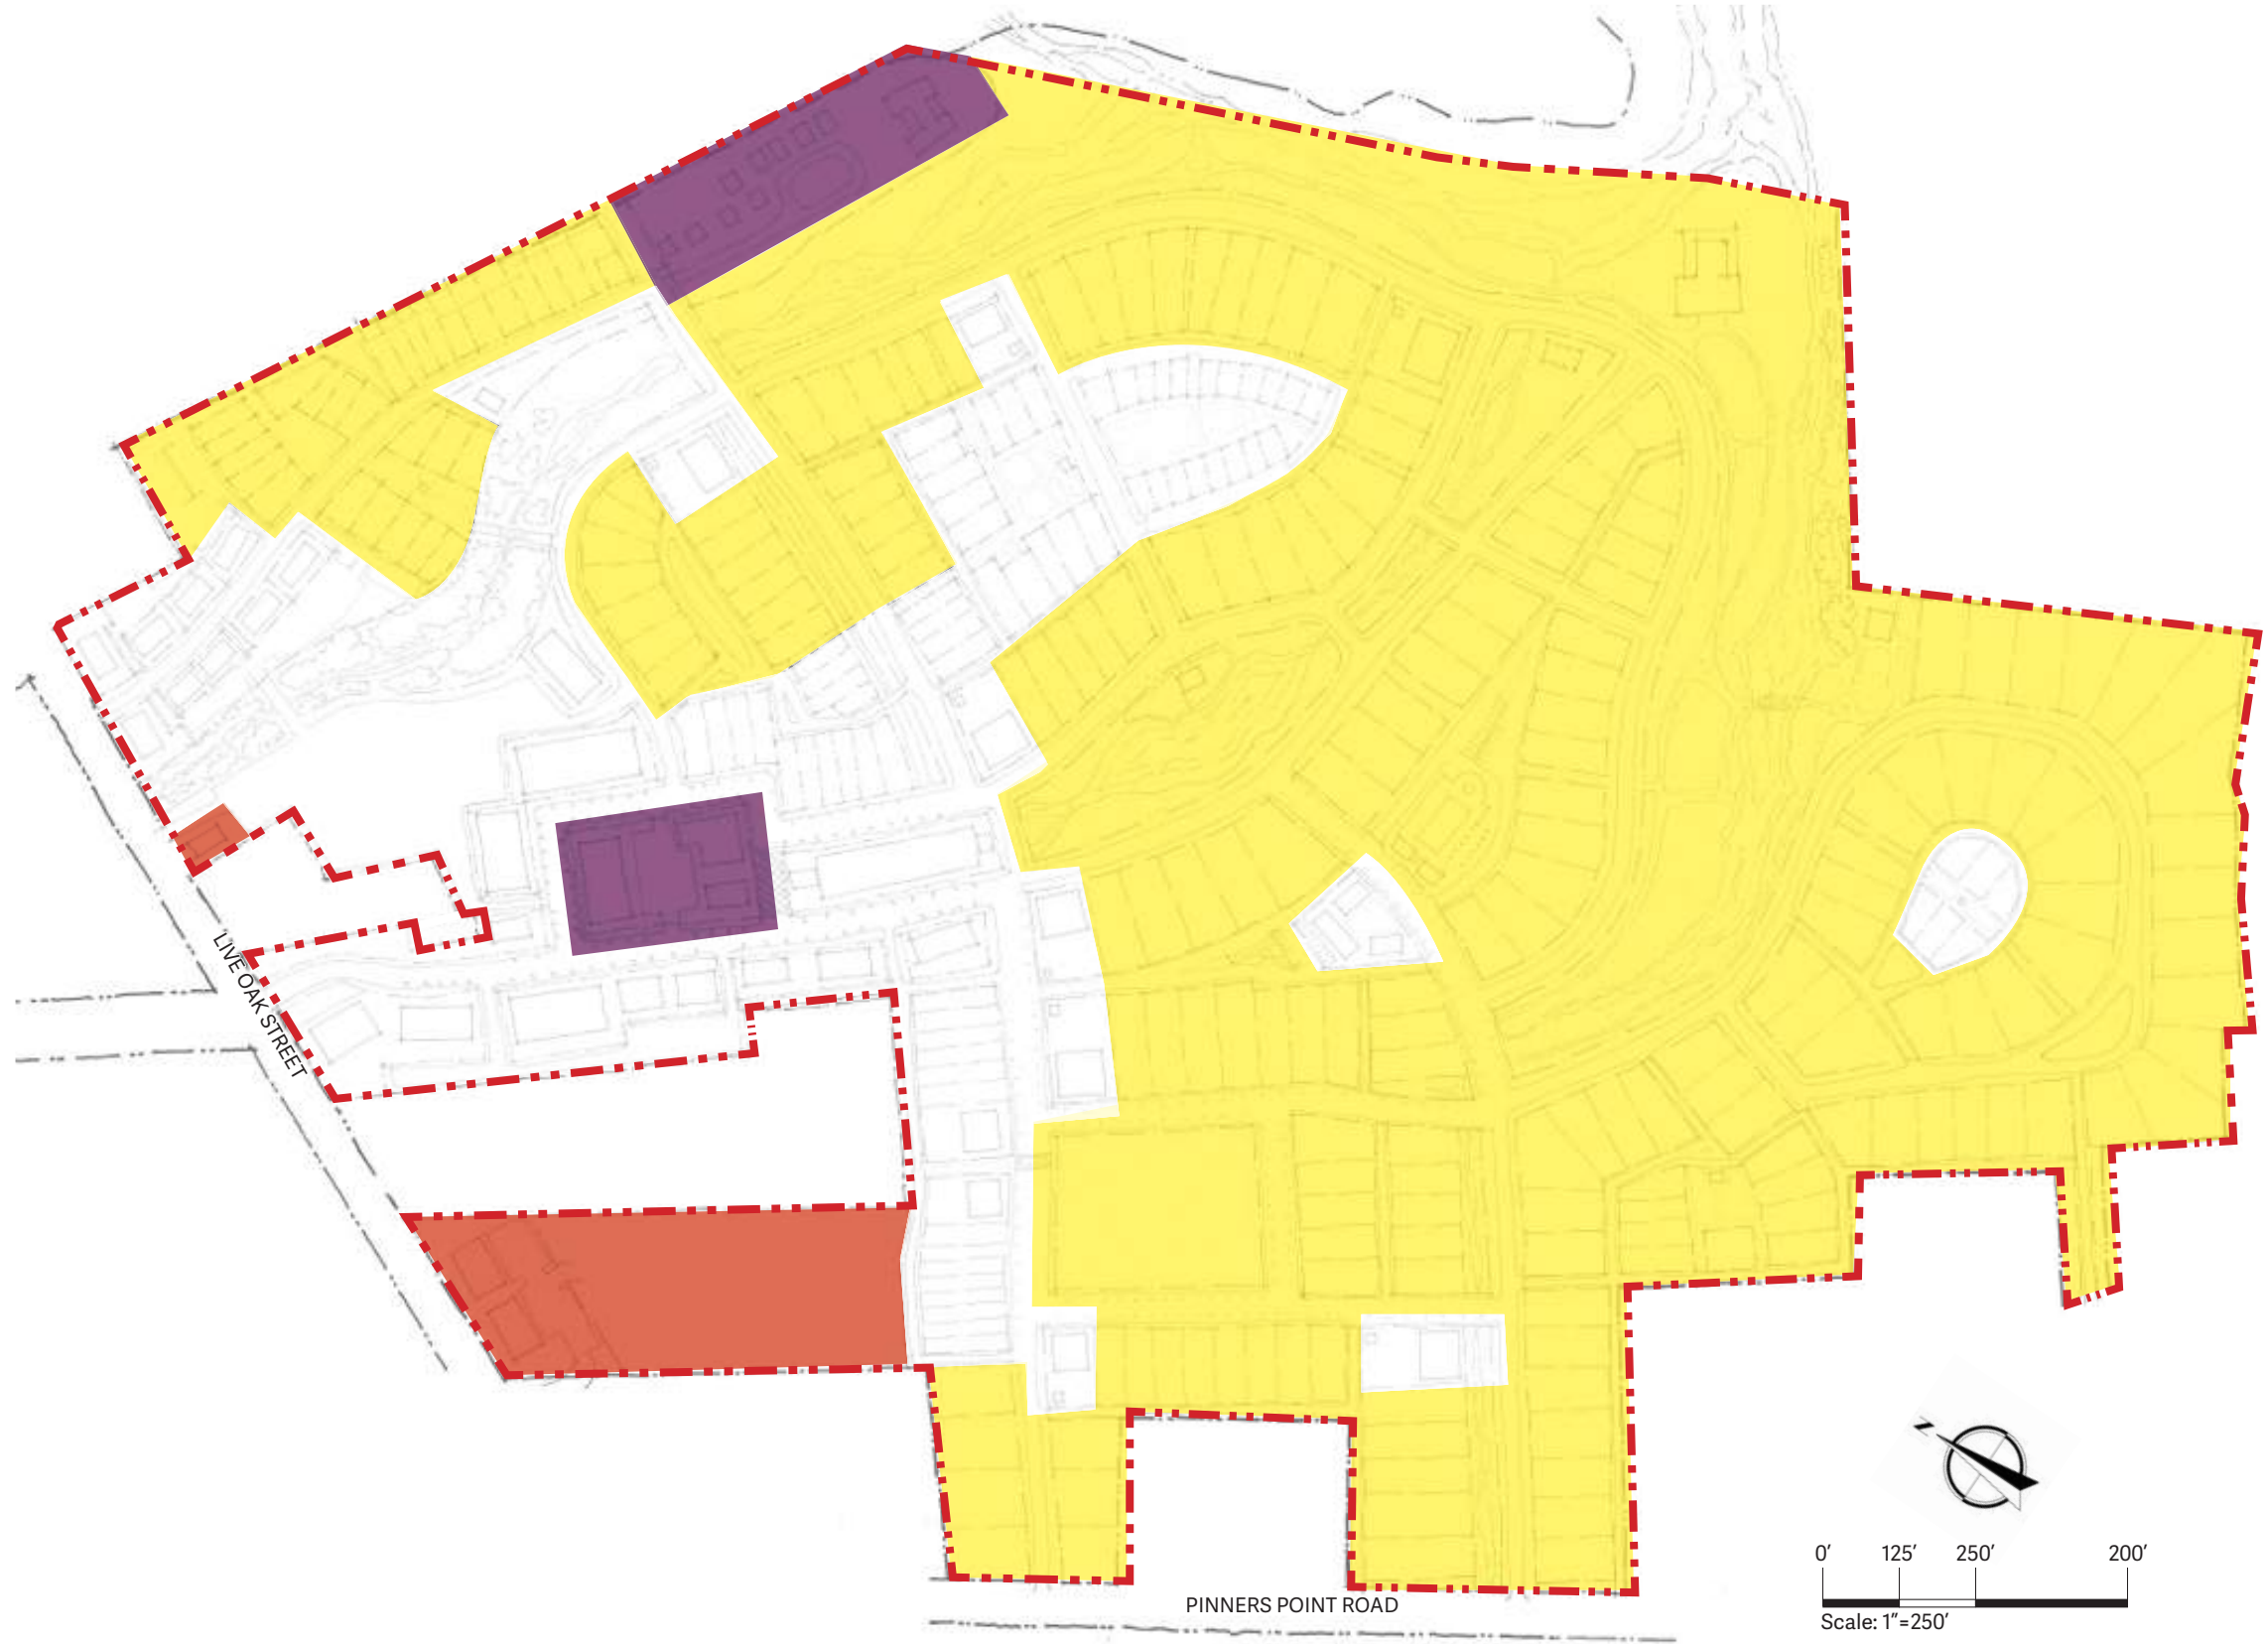 LIVE OAK STREET
N
0′ 125′ 250′ 200′
Scale: 1″=250′
PINNERS POINT ROAD